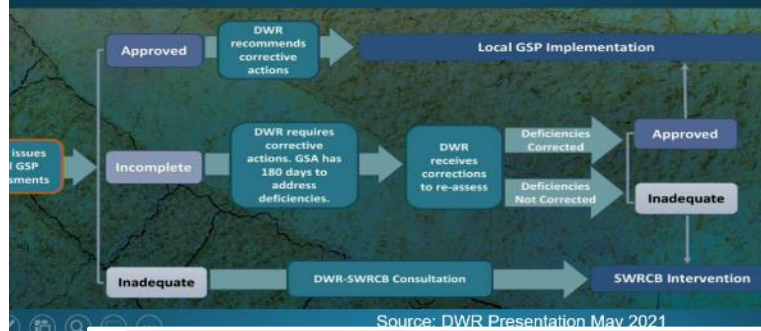 Approved
DWR
recommends
corrective
actions
Local GSP Implementation
issues
GSP
Incomplete
DWR requires
corrective
actions. GSA has
180 days to
address
deficiencies.
DWR
receives
corrections
to re-assess
Deficiencies
Corrected
Deficiencies
Not Corrected
Approved
Inadequate
Inadequate
DWR-SWRCB Consultation
SWRCB Intervention
Source: DWR Presentation May 2021